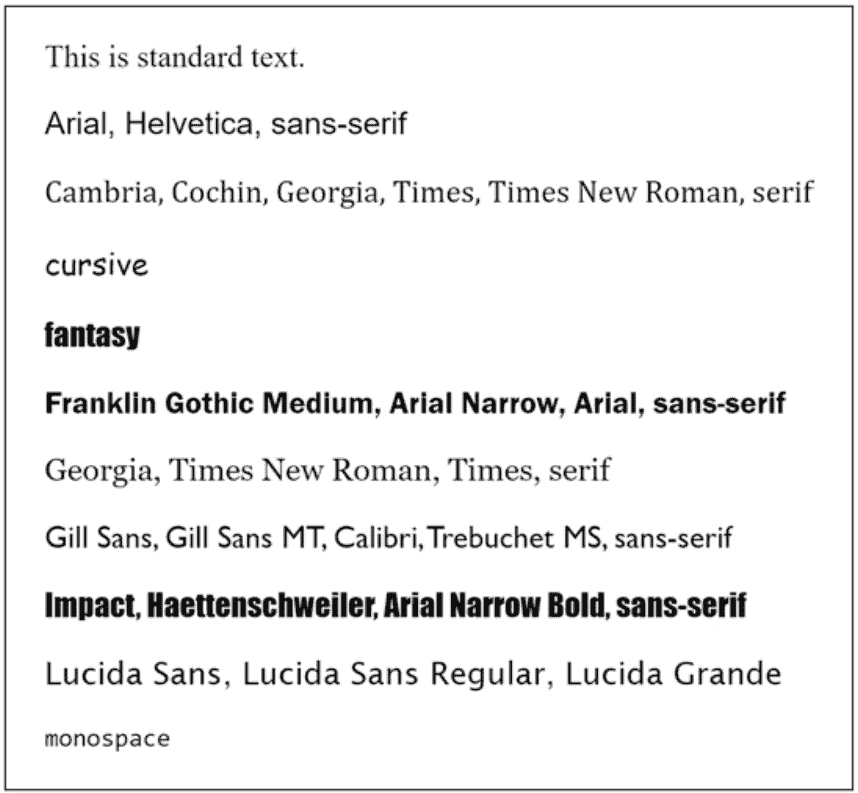 This is standard text.
Arial, Helvetica, sans-serif
Cambria, Cochin, Georgia, Times, Times New Roman, serif
cursive
fantasy
Franklin Gothic Medium, Arial Narrow, Arial, sans-serif
Georgia, Times New Roman, Times, serif
Gill Sans, Gill Sans MT, Calibri, Trebuchet MS, sans-serif
Impact, Haettenschweiler, Arial Narrow Bold, sans-serif
Lucida Sans, Lucida Sans Regular, Lucida Grande
monospace